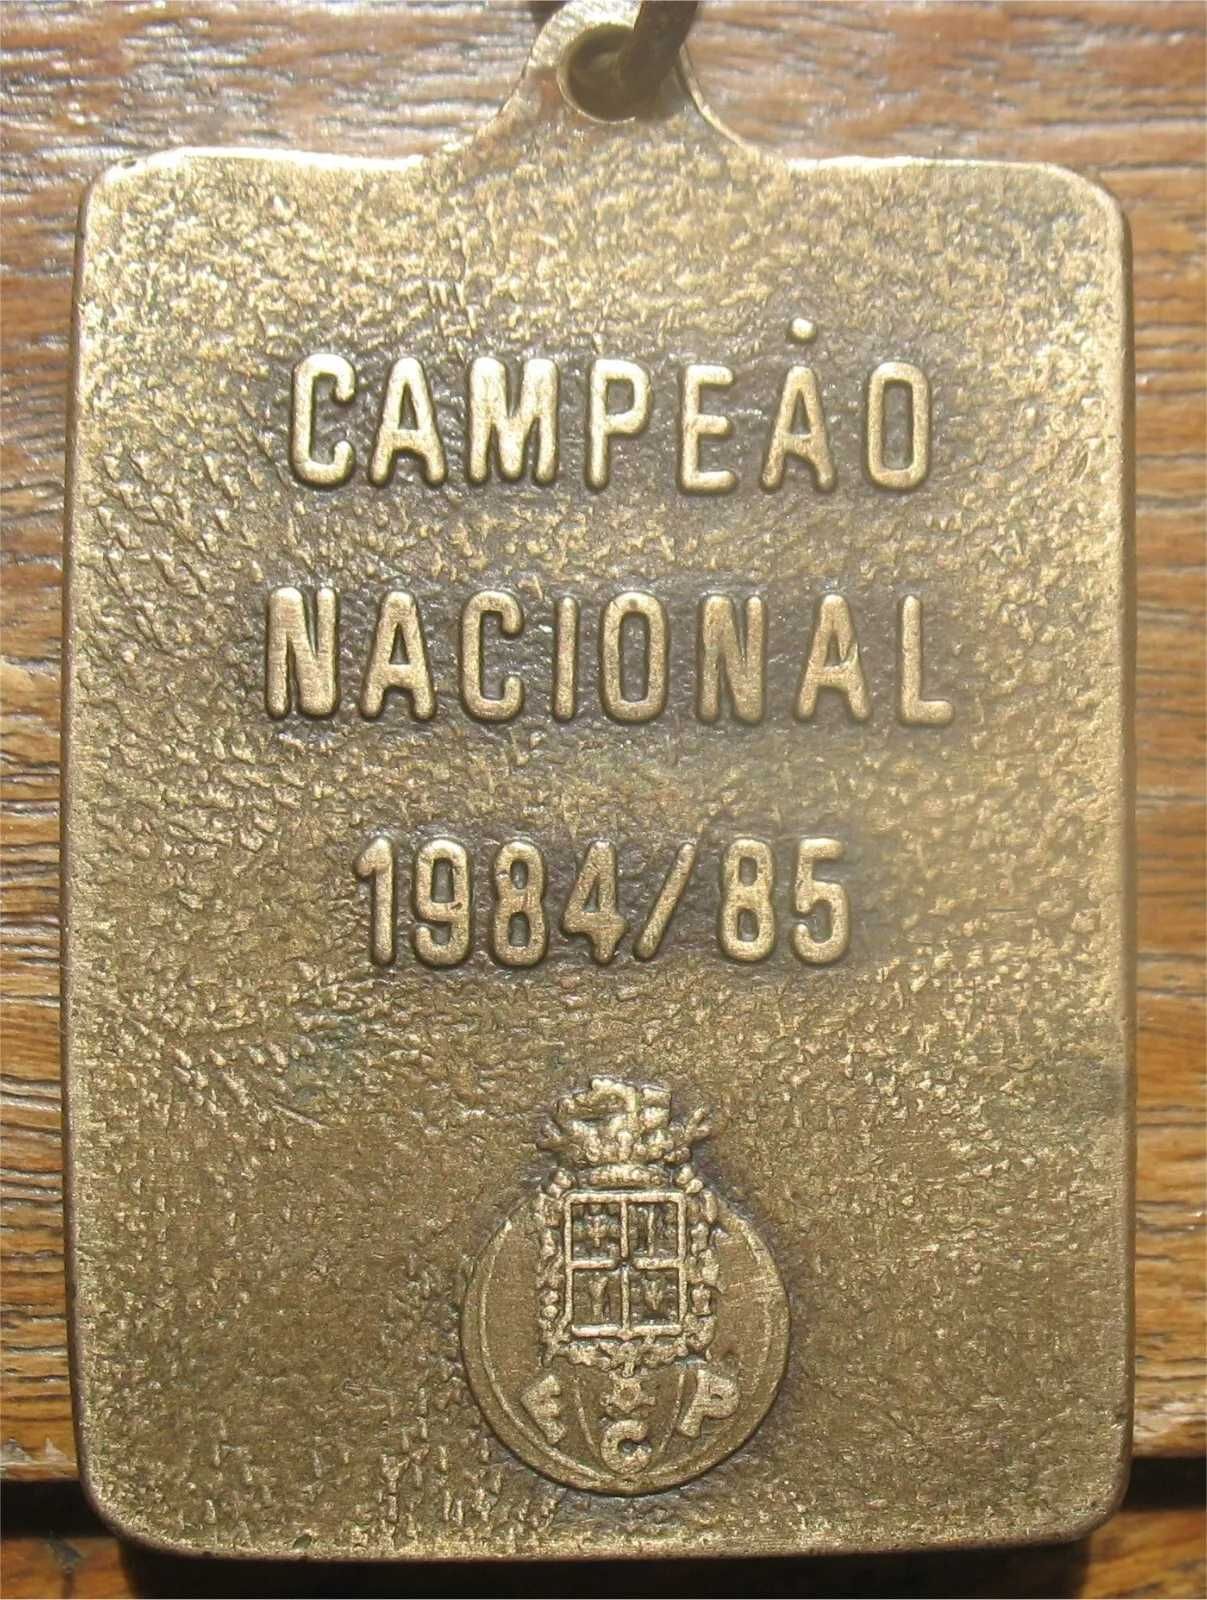 CAMPEÃO
NACIONAL
1984/85
F C P